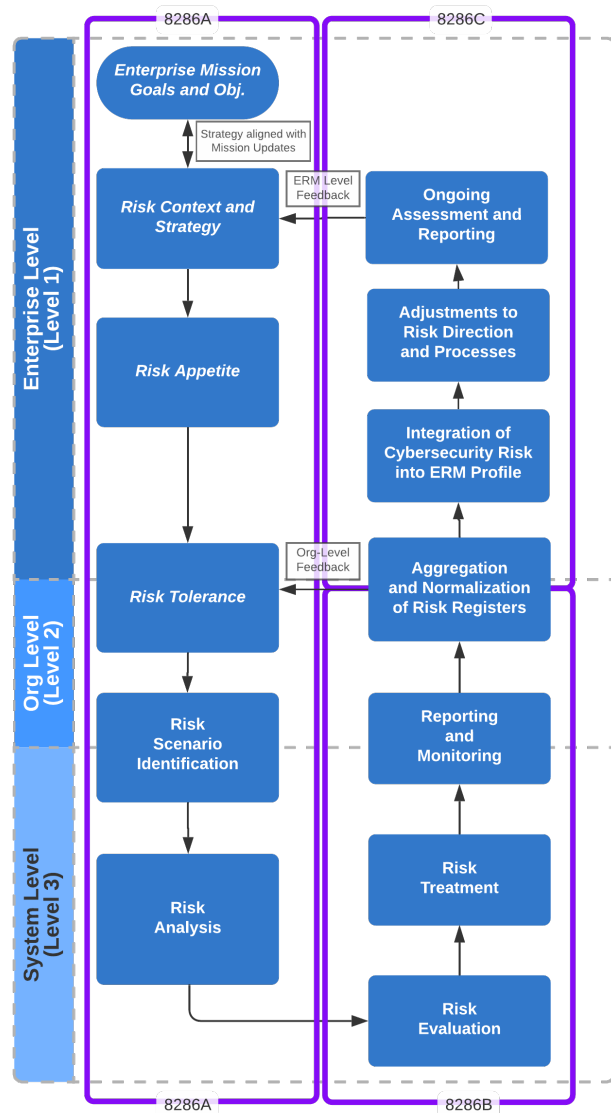 8286A
8286C
Enterprise Level
(Level 1)
Org Level
(Level 2)
System Level
(Level 3)
Enterprise Mission
Goals and Obj.
Strategy aligned with
Mission Updates
Risk Context and
Strategy
ERM Level
Feedback
Ongoing
Assessment and
Reporting
Risk Appetite
Adjustments to
Risk Direction
and Processes
Integration of
Cybersecurity Risk
into ERM Profile
Risk Tolerance
Org-Level
Feedback
Aggregation
and Normalization
of Risk Registers
Risk
Scenario
Identification
Reporting
and
Monitoring
Risk
Analysis
Risk
Treatment
Risk
Evaluation
8286A
8286B